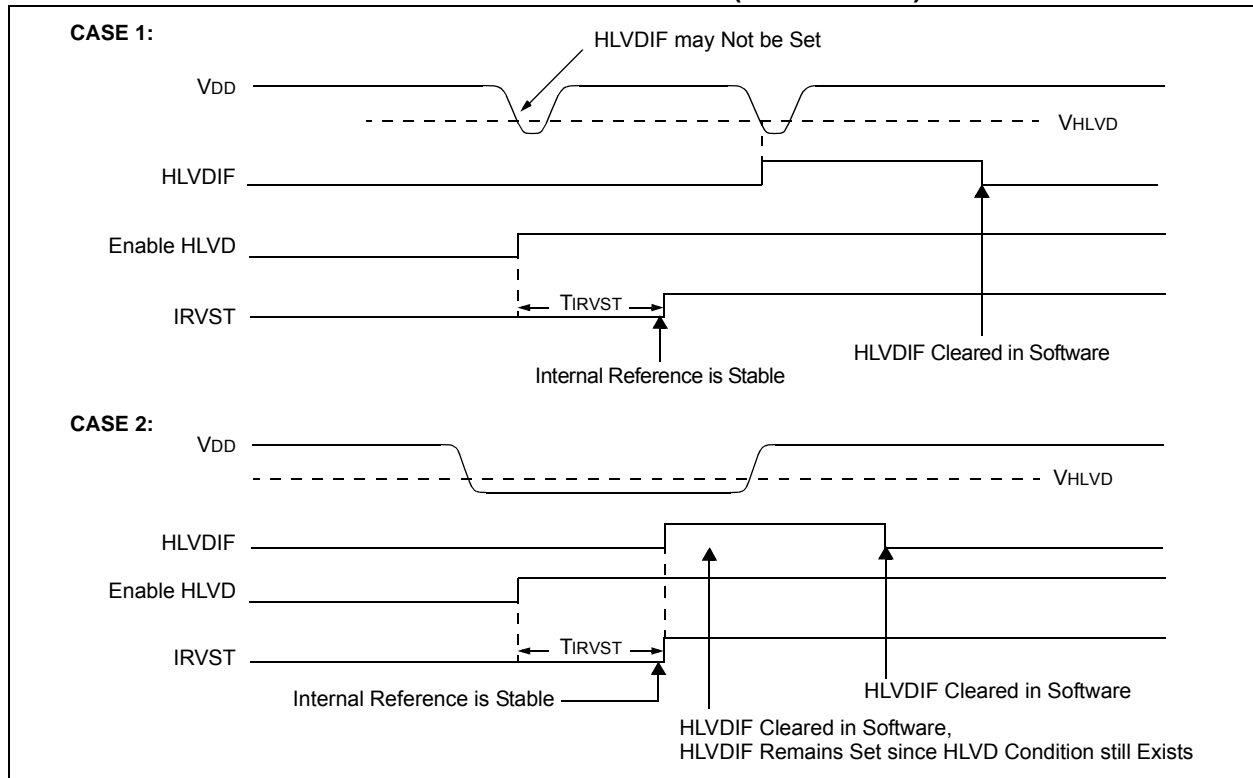 CASE 1:
HLVDIF may Not be Set
VDD
VHLVD
HLVDIF
Enable HLVD
TIRVST
IRVST
HLVDIF Cleared in Software
Internal Reference is Stable
CASE 2:
VDD
VHLVD
HLVDIF
Enable HLVD
TIRVST
IRVST
Internal Reference is Stable
HLVDIF Cleared in Software
HLVDIF Cleared in Software,
HLVDIF Remains Set since HLVD Condition still Exists